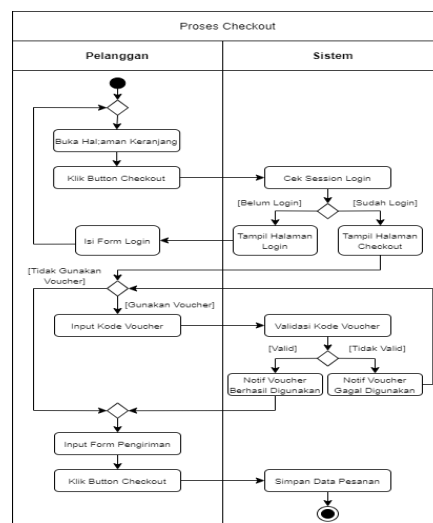 Proses Checkout
Pelanggan
Sistem
Buka Hal;aman Keranjang
Klik Button Checkout
Cek Session Login
[Belum Login]
[Sudah Login]
Isi Form Login
Tampil Halaman
Login
Tampil Halaman
Checkout
[Tidak Gunakan
Voucher]
[Gunakan Voucher]
Input Kode Voucher
Validasi Kode Voucher
[Valid]
[Tidak Valid]
Notif Voucher
Berhasil Digunakan
Notif Voucher
Gagal Digunakan
Input Form Pengiriman
Klik Button Checkout
Simpan Data Pesanan